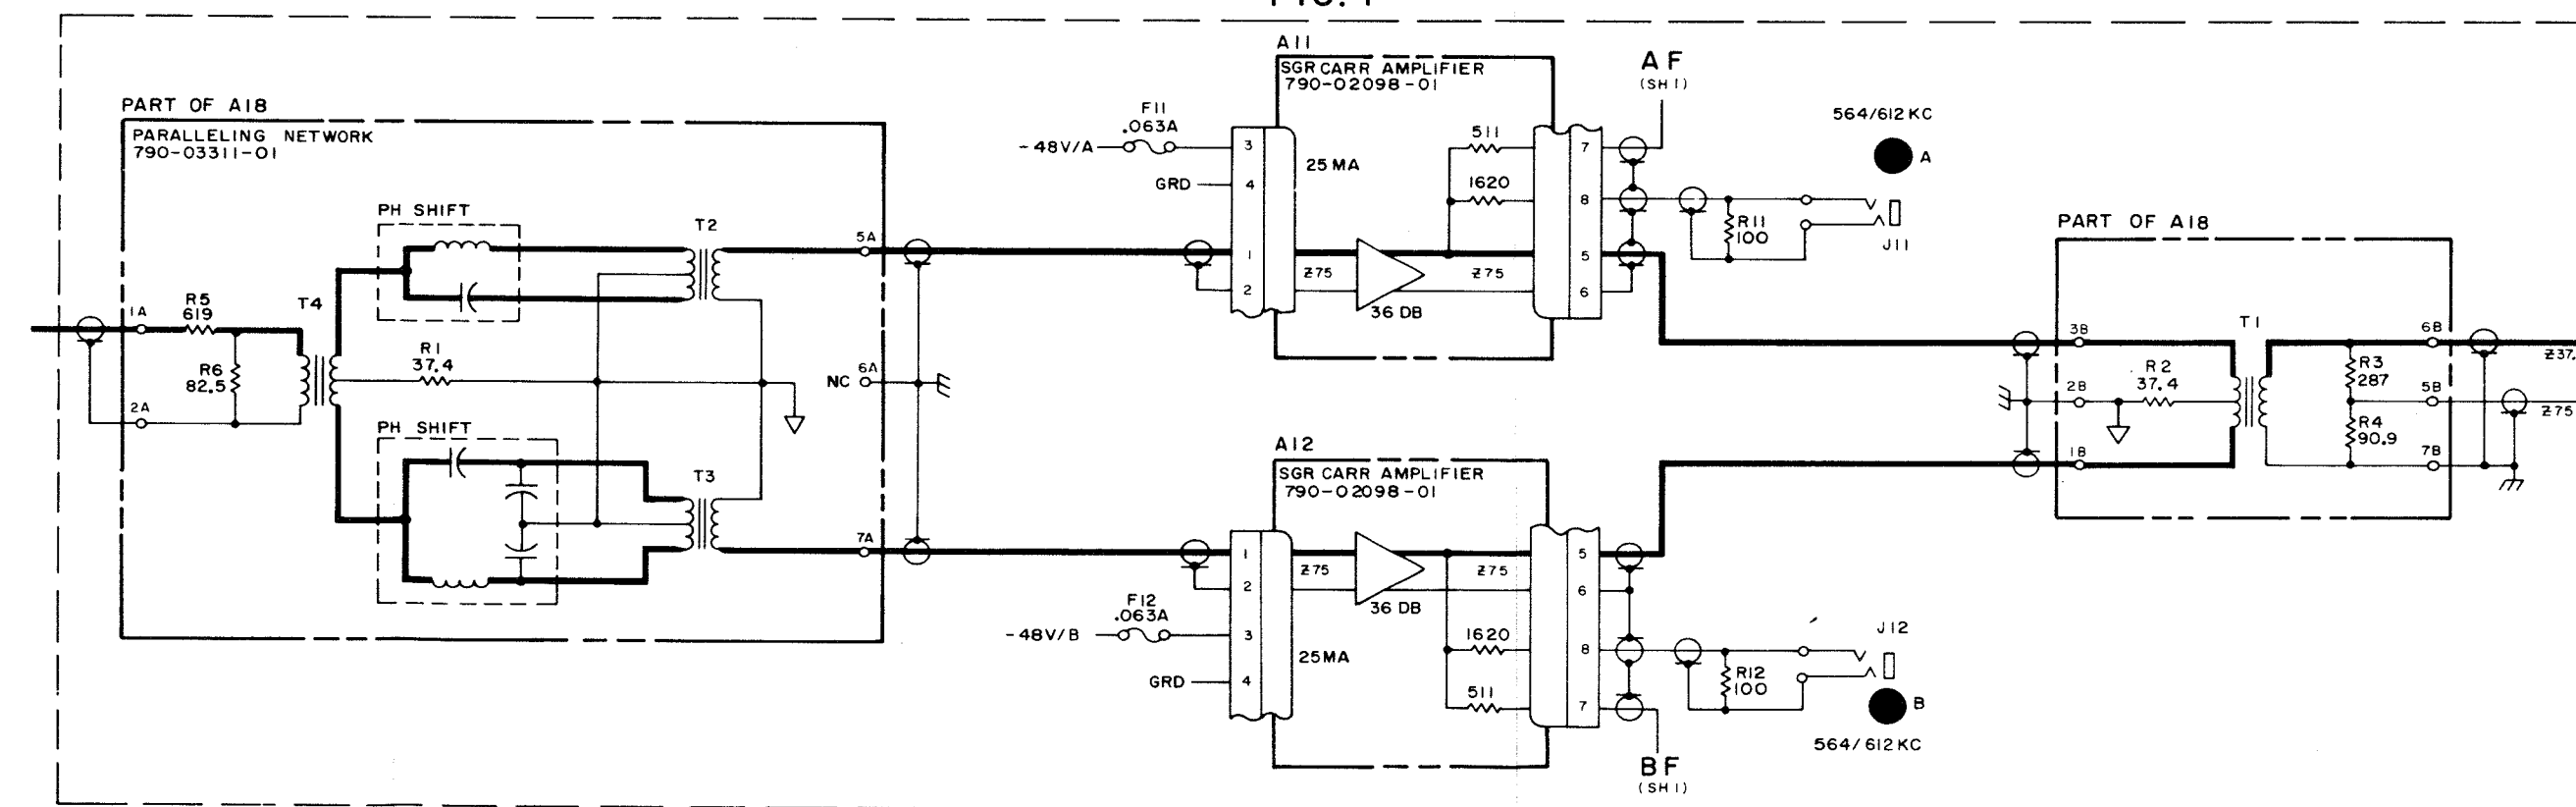 A11
SGR CARR AMPLIFIER
790-02098-01
AF
(SH 1)
564/612 KC
A
PART OF A18
PARALLELING NETWORK
790-03311-01
F11
.063A
-48V/A
3
GRD
4
25 MA
511
7
1620
8
R11
100
J11
PH SHIFT
T2
5A
1
2
Z75
Z75
36 DB
5
6
PART OF A18
1A
R5
619
T4
R6
82.5
2A
R1
37.4
NC
6A
3B
T1
6B
R2
37.4
2B
R3
287
5B
R4
90.9
1B
7B
Z75
PH SHIFT
T3
7A
A12
SGR CARR AMPLIFIER
790-02098-01
1
2
Z75
Z75
36 DB
5
6
F12
.063A
-48V/B
3
GRD
4
25MA
1620
8
511
7
R12
100
J12
B
564/612 KC
BF
(SH 1)